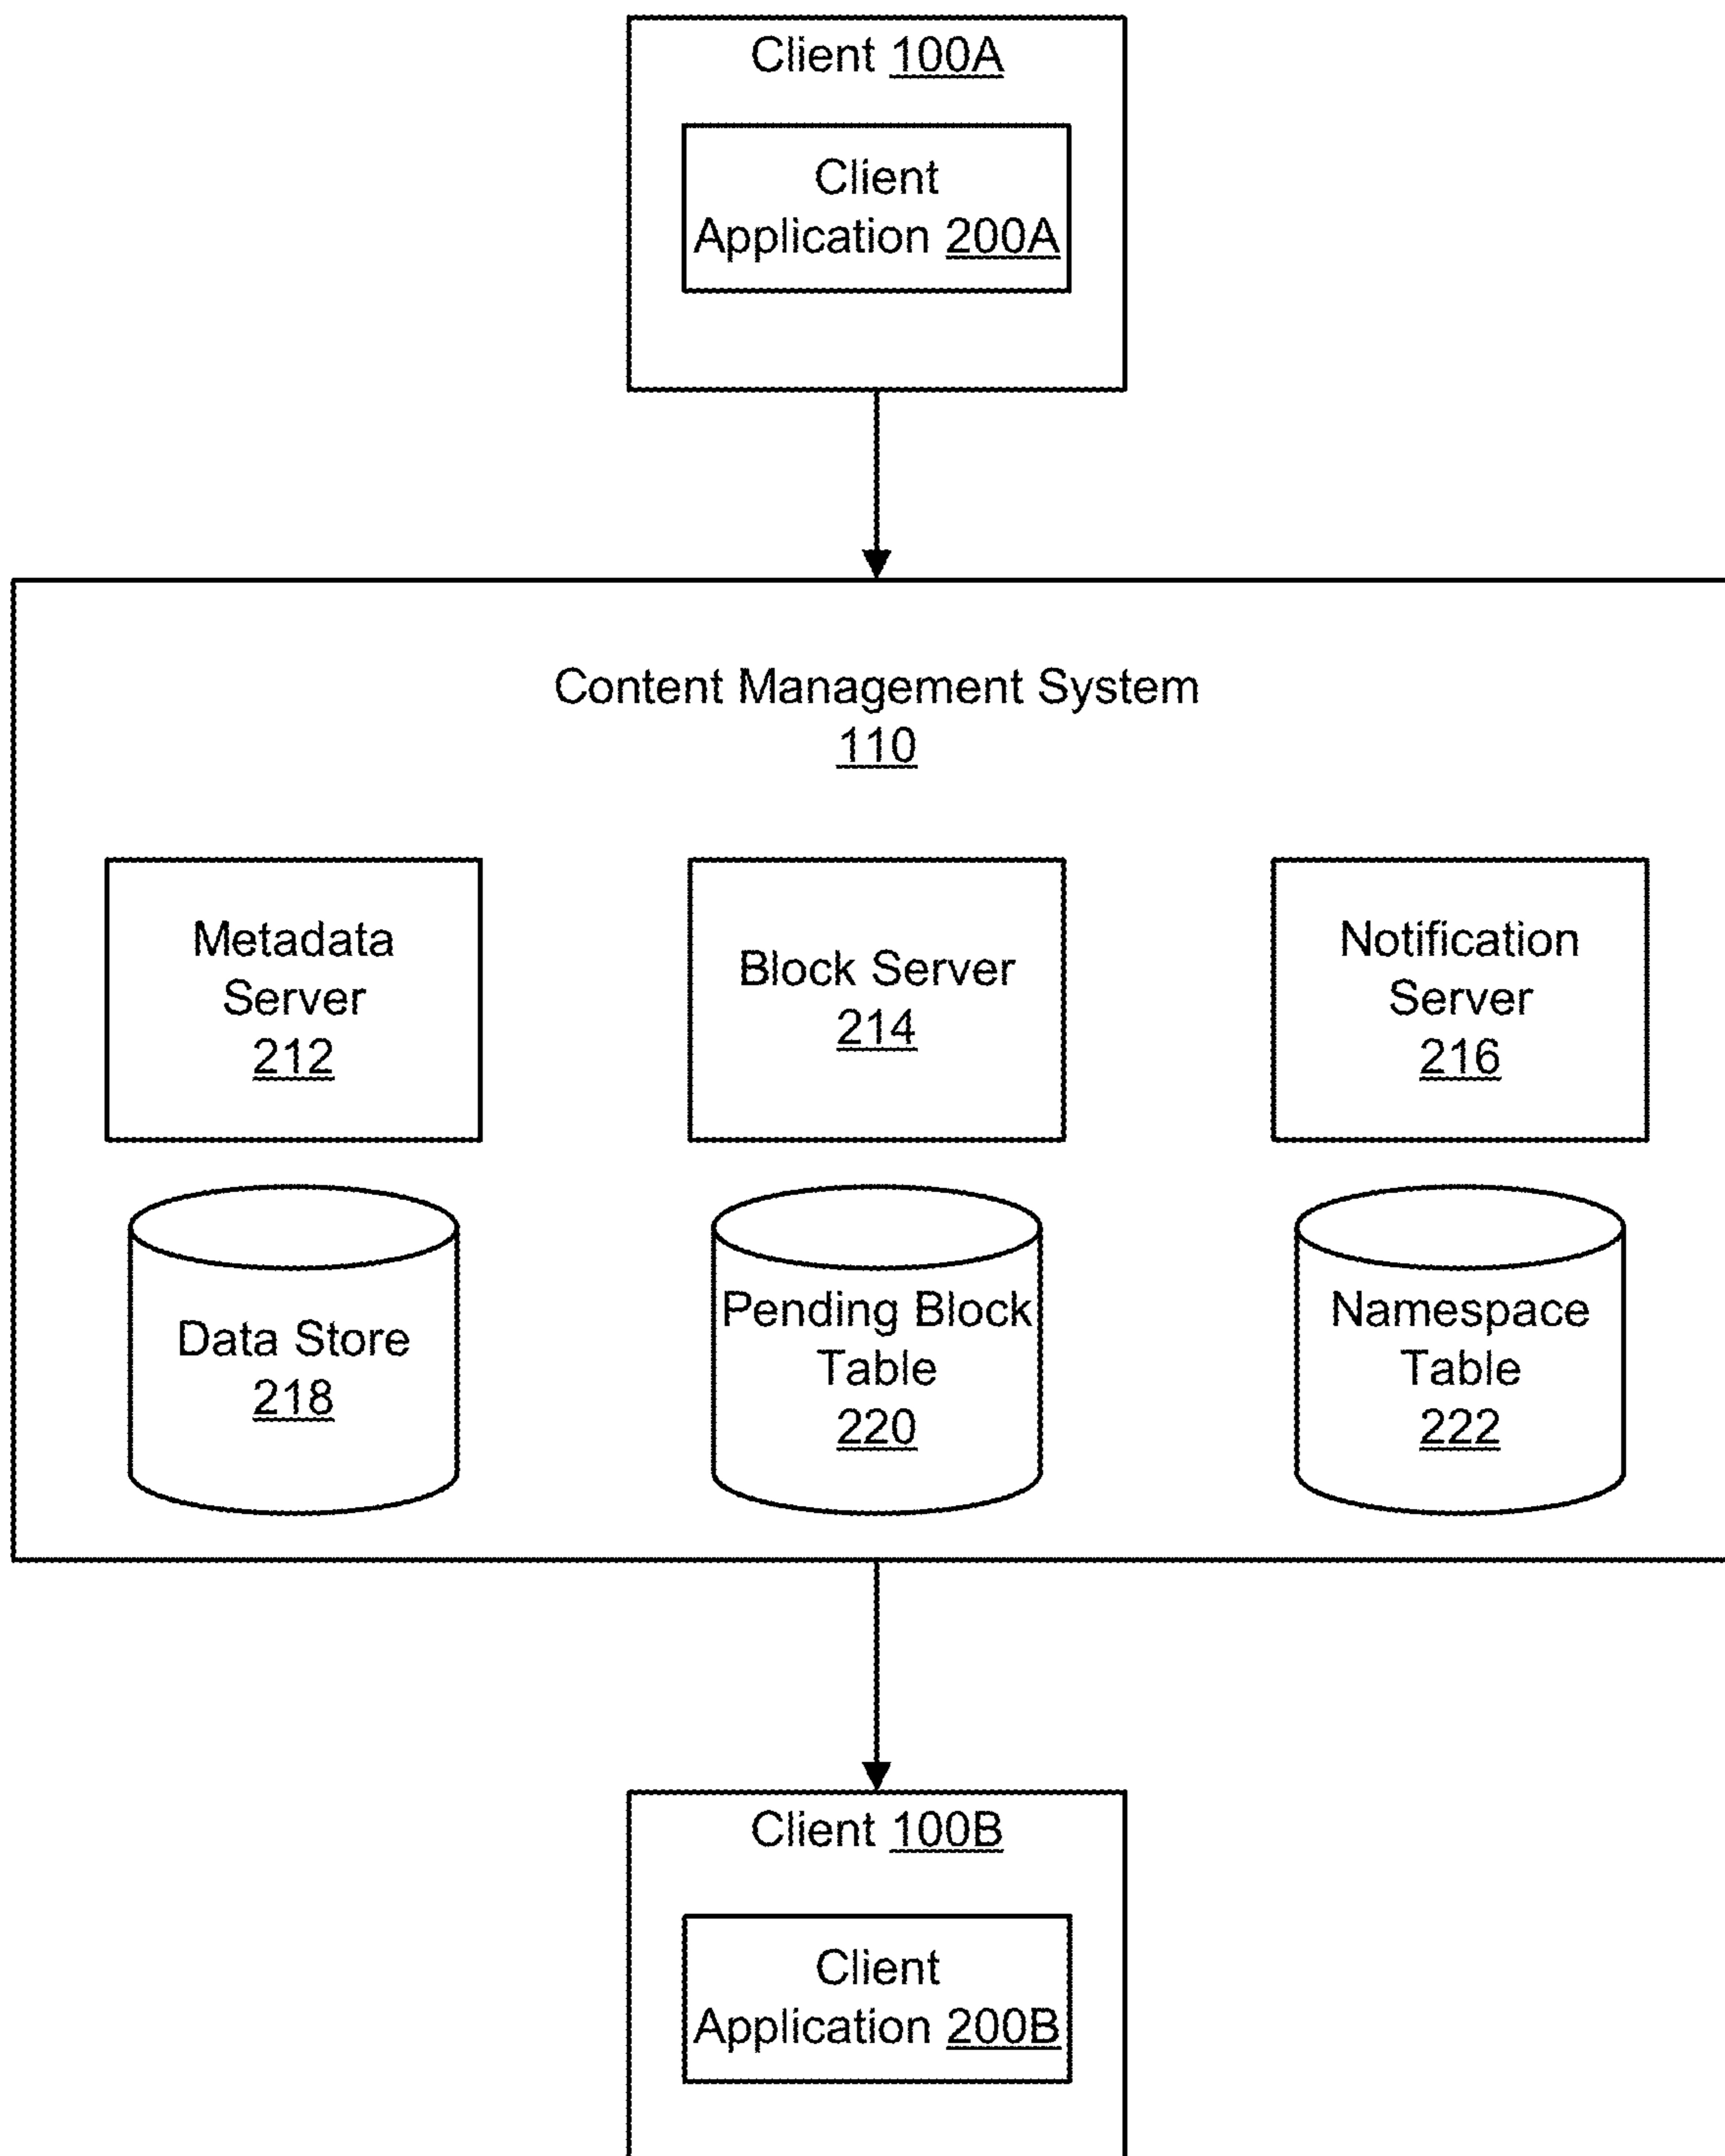 Client 100A
Client
Application 200A
Content Management System
110
Metadata
Server
212
Block Server
214
Notification
Server
216
Data Store
218
Pending Block
Table
220
Namespace
Table
222
Client 100B
Client
Application 200B